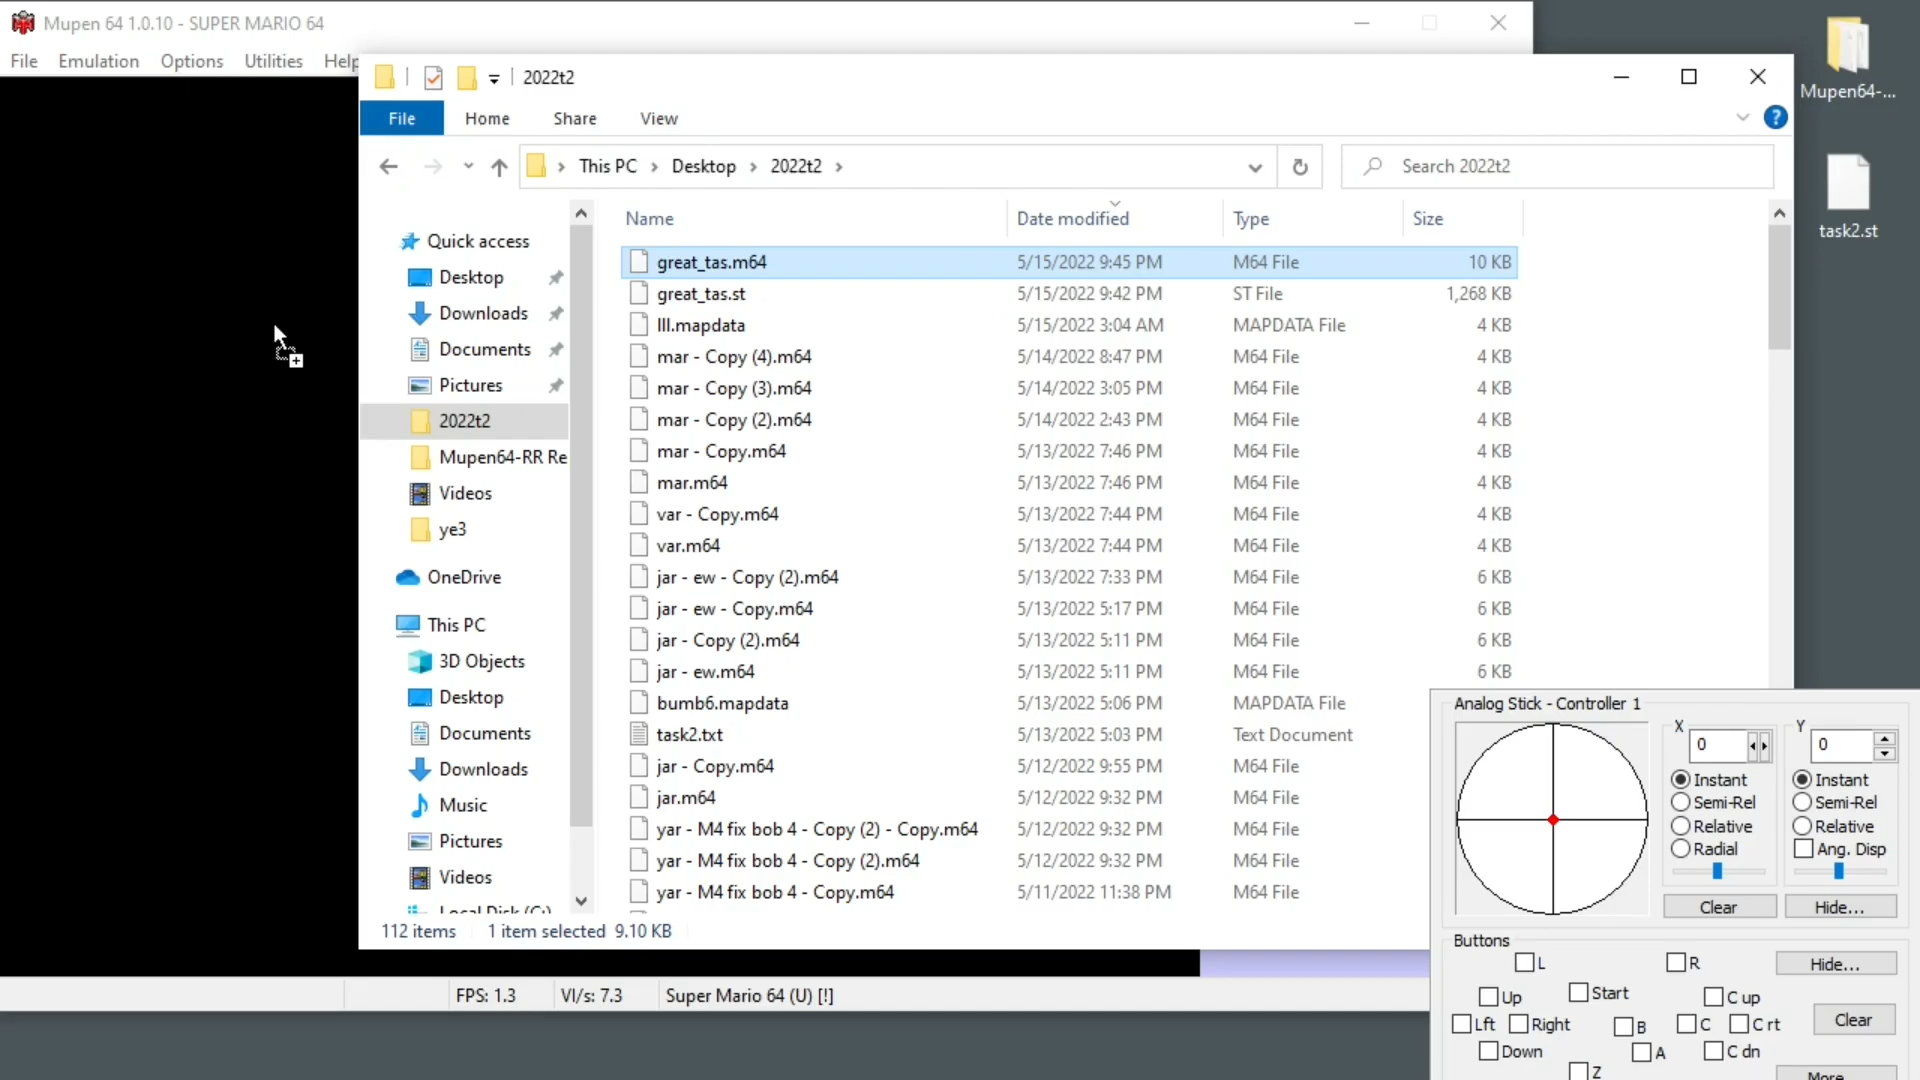 Mupen 64 1.0.10 - SUPER MARIO 64
File Emulation Options Utilities Help
2022t2
File Home Share View
This PC > Desktop > 2022t2 >
Search 2022t2
Quick access
Desktop
Downloads
Documents
Pictures
2022t2
Mupen64-RR Re
Videos
ye3
OneDrive
This PC
3D Objects
Desktop
Documents
Downloads
Music
Pictures
Videos
Local Disk (C:)
Name Date modified Type Size
great_tas.m64 5/15/2022 9:45 PM M64 File 10 KB
great_tas.st 5/15/2022 9:42 PM ST File 1,268 KB
lll.mapdata 5/15/2022 3:04 AM MAPDATA File 4 KB
mar - Copy (4).m64 5/14/2022 8:47 PM M64 File 4 KB
mar - Copy (3).m64 5/14/2022 3:05 PM M64 File 4 KB
mar - Copy (2).m64 5/14/2022 2:43 PM M64 File 4 KB
mar - Copy.m64 5/13/2022 7:46 PM M64 File 4 KB
mar.m64 5/13/2022 7:46 PM M64 File 4 KB
var - Copy.m64 5/13/2022 7:44 PM M64 File 4 KB
var.m64 5/13/2022 7:44 PM M64 File 4 KB
jar - ew - Copy (2).m64 5/13/2022 7:33 PM M64 File 6 KB
jar - ew - Copy.m64 5/13/2022 5:17 PM M64 File 6 KB
jar - Copy (2).m64 5/13/2022 5:11 PM M64 File 6 KB
jar - ew.m64 5/13/2022 5:11 PM M64 File 6 KB
bumb6.mapdata 5/13/2022 5:06 PM MAPDATA File
task2.txt 5/13/2022 5:03 PM Text Document
jar - Copy.m64 5/12/2022 9:55 PM M64 File
jar.m64 5/12/2022 9:32 PM M64 File
yar - M4 fix bob 4 - Copy (2) - Copy.m64 5/12/2022 9:32 PM M64 File
yar - M4 fix bob 4 - Copy (2).m64 5/12/2022 9:32 PM M64 File
yar - M4 fix bob 4 - Copy.m64 5/11/2022 11:38 PM M64 File
112 items 1 item selected 9.10 KB
FPS: 1.3 VI/s: 7.3 Super Mario 64 (U) [!]
Mupen64-...
task2.st
Analog Stick - Controller 1
X Y
0 0
Instant Instant
Semi-Rel Semi-Rel
Relative Relative
Radial Ang. Disp
Clear Hide...
Buttons
L R Hide...
Up Start C up
Lft Right B C C rt Clear
Down A C dn
Z More